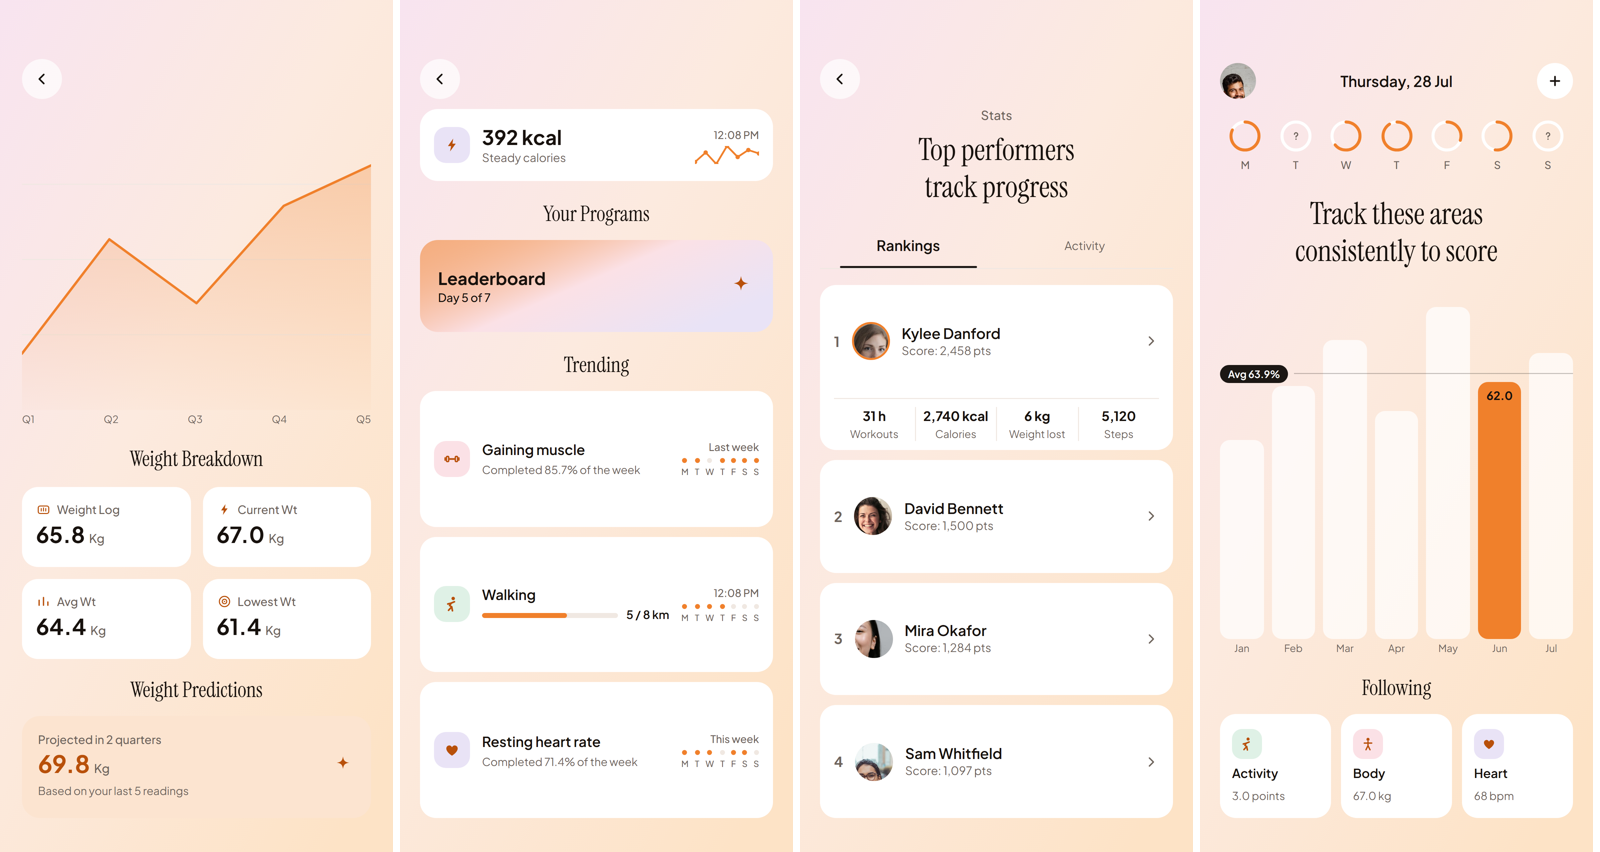 Q1 Q2 Q3 Q4 Q5
Weight Breakdown
Weight Log
65.8 Kg
Current Wt
67.0 Kg
Avg Wt
64.4 Kg
Lowest Wt
61.4 Kg
Weight Predictions
Projected in 2 quarters
69.8 Kg
Based on your last 5 readings
392 kcal
Steady calories
12:08 PM
Your Programs
Leaderboard
Day 5 of 7
Trending
Gaining muscle
Completed 85.7% of the week
Last week
M T W T F S S
Walking
5 / 8 km
12:08 PM
M T W T F S S
Resting heart rate
Completed 71.4% of the week
This week
M T W T F S S
Stats
Top performers
track progress
Rankings
Activity
1
Kylee Danford
Score: 2,458 pts
31 h
Workouts
2,740 kcal
Calories
6 kg
Weight lost
5,120
Steps
2
David Bennett
Score: 1,500 pts
3
Mira Okafor
Score: 1,284 pts
4
Sam Whitfield
Score: 1,097 pts
Thursday, 28 Jul
? ?
M T W T F S S
Track these areas
consistently to score
Avg 63.9%
62.0
Jan Feb Mar Apr May Jun Jul
Following
Activity
3.0 points
Body
67.0 kg
Heart
68 bpm